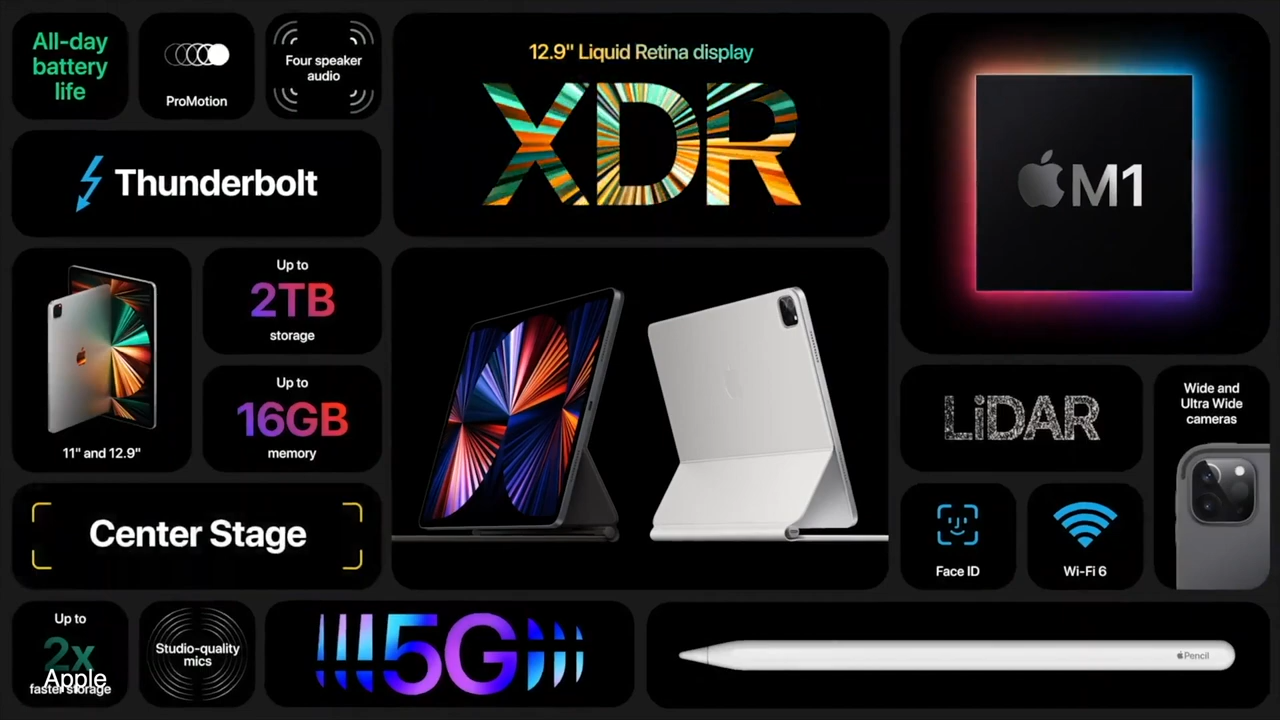 All-day
battery
life
ProMotion
Four speaker
audio
12.9" Liquid Retina display
XDR
M1
Thunderbolt
11" and 12.9"
Up to
2TB
storage
Up to
16GB
memory
LiDAR
Wide and
Ultra Wide
cameras
Center Stage
Face ID
Wi-Fi 6
Up to
2x
faster storage
Apple
Studio-quality
mics
5G
Pencil